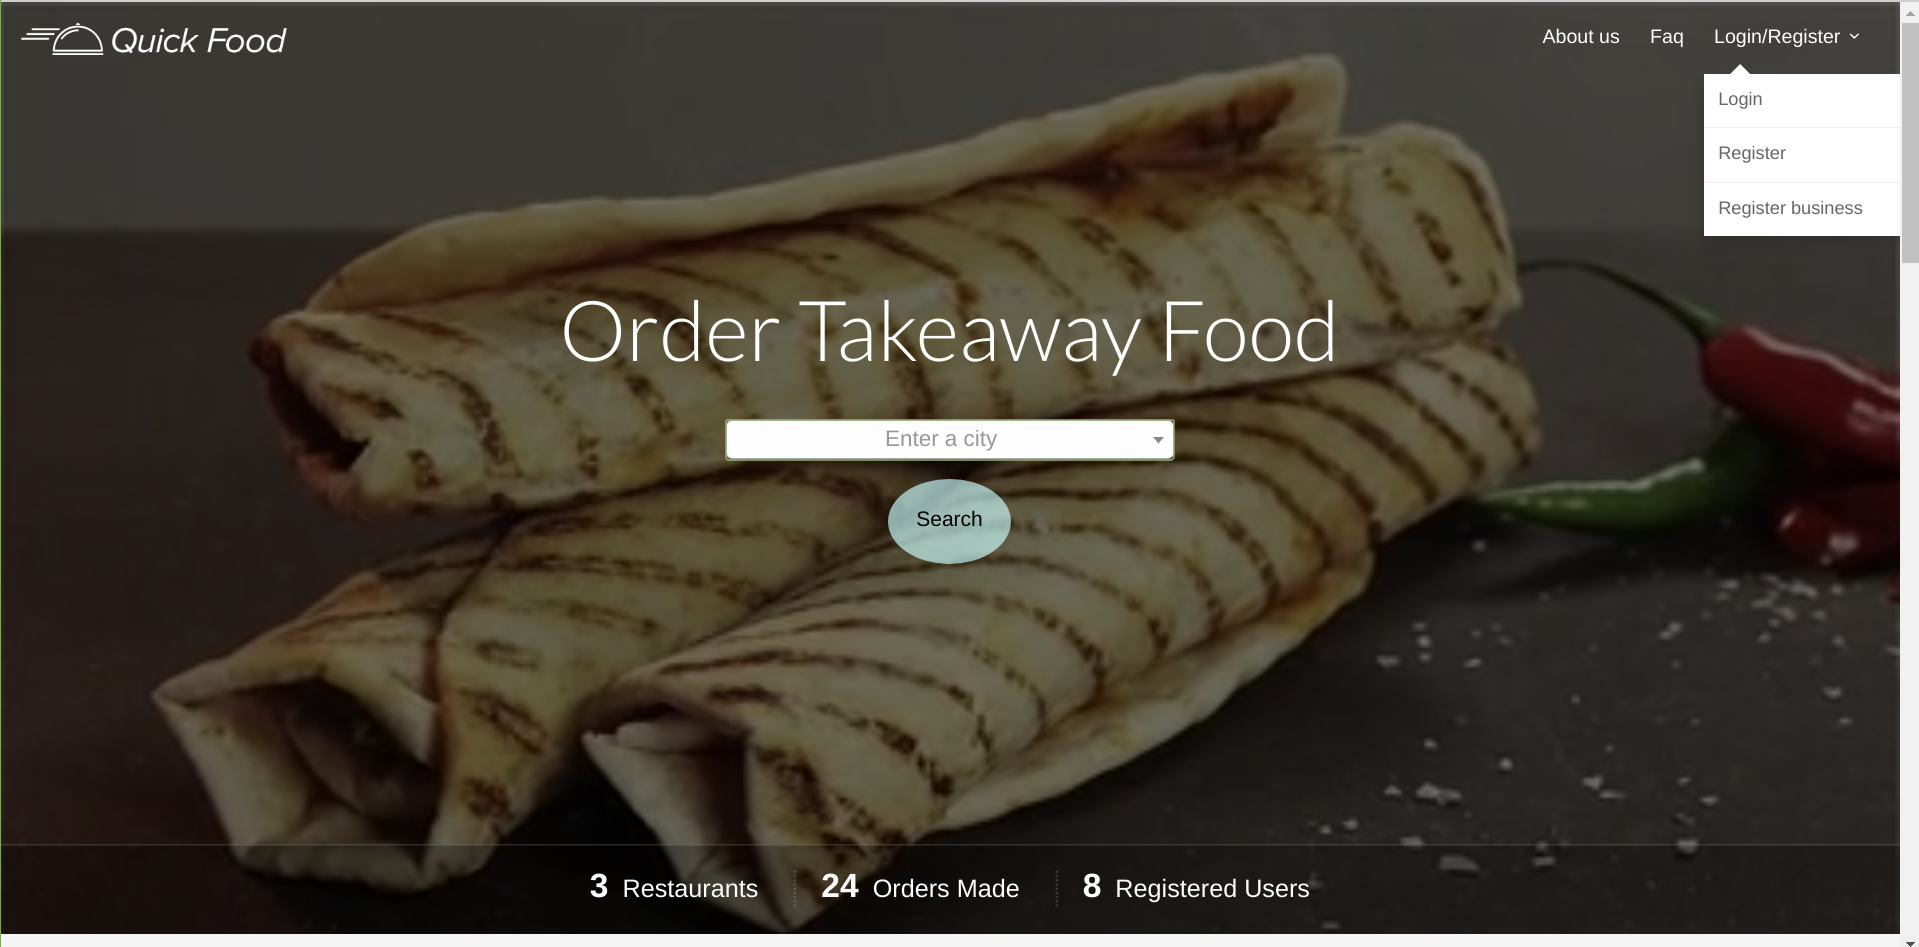 Quick Food
About us Faq Login/Register
Login
Register
Register business
Order Takeaway Food
Enter a city
Search
3 Restaurants 24 Orders Made 8 Registered Users